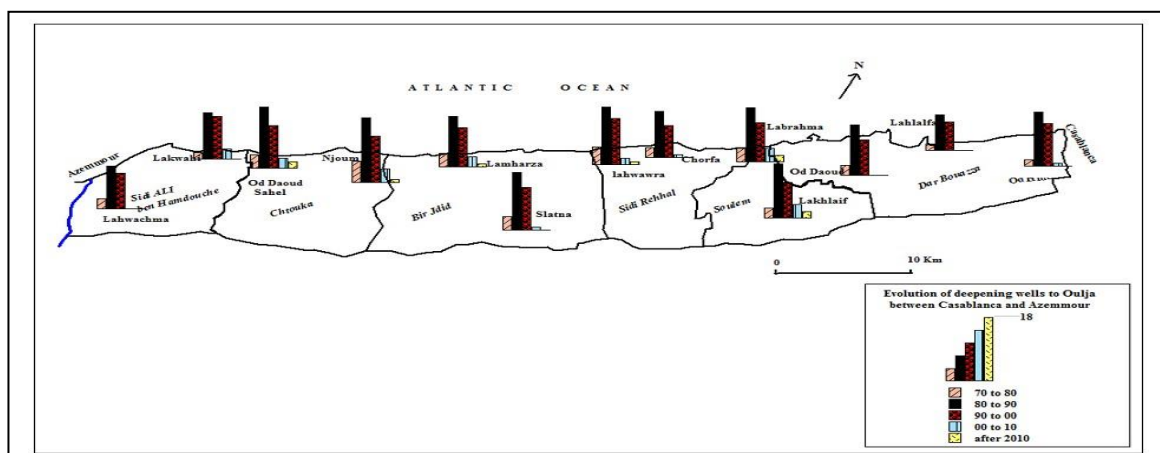 N
ATLANTIC OCEAN
Labrahma
Lahlalfa
Casablanca
Azemmour
Lakwahi
Njoum
Lamharza
Chorfa
Od Daoud
Sahel
lahwawra
Od Daoud
Sidi ALI
ben Hamdouche
Dar Bouazza
Lahwachma
Chtouka
Bir Jdid
Slatna
Sidi Rehhal
Soulem
Lakhlaif
0 10 Km
Evolution of deepening wells to Oulja
between Casablanca and Azemmour
18
70 to 80
80 to 90
90 to 00
00 to 10
after 2010